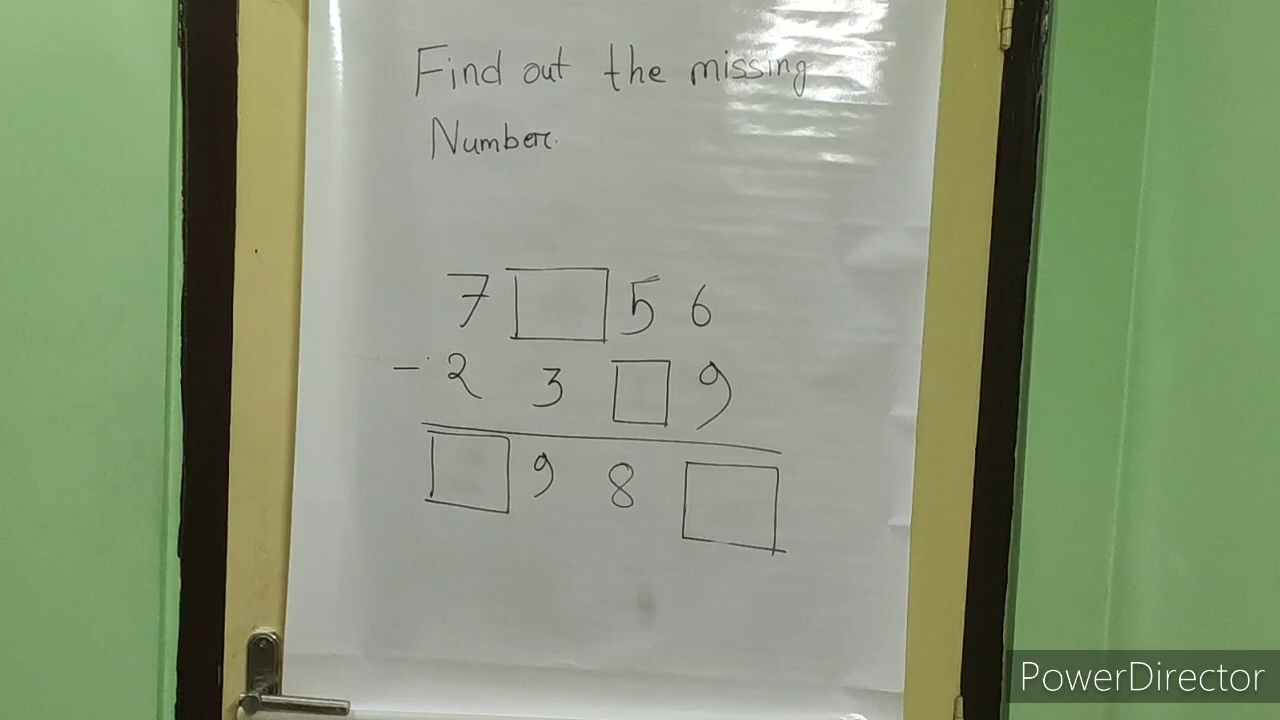 Find out the missing
Number.
7 □ 5 6
- 2 3 □ 9
□ 9 8 □
PowerDirector